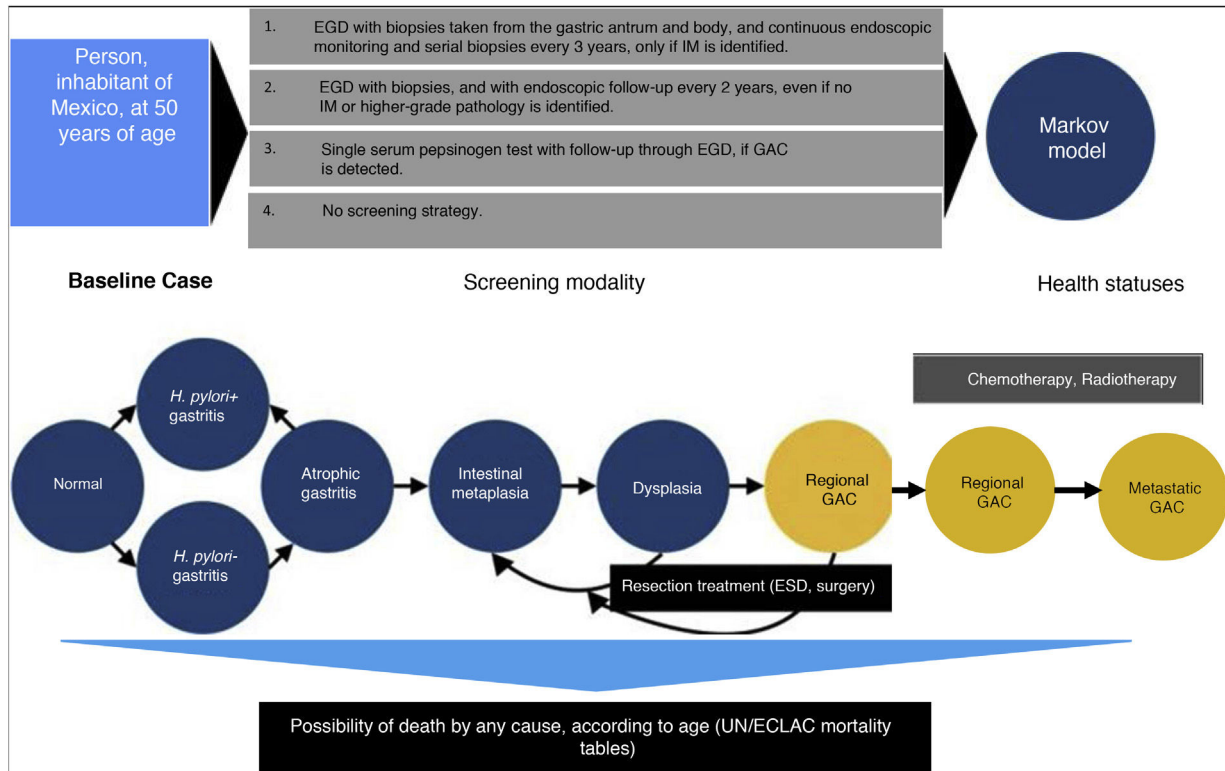 Person,
inhabitant of
Mexico, at 50
years of age
1. EGD with biopsies taken from the gastric antrum and body, and continuous endoscopic
monitoring and serial biopsies every 3 years, only if IM is identified.
2. EGD with biopsies, and with endoscopic follow-up every 2 years, even if no
IM or higher-grade pathology is identified.
3. Single serum pepsinogen test with follow-up through EGD, if GAC
is detected.
4. No screening strategy.
Markov
model
Baseline Case
Screening modality
Health statuses
Chemotherapy, Radiotherapy
Normal
H. pylori+
gastritis
H. pylori-
gastritis
Atrophic
gastritis
Intestinal
metaplasia
Dysplasia
Regional
GAC
Regional
GAC
Metastatic
GAC
Resection treatment (ESD, surgery)
Possibility of death by any cause, according to age (UN/ECLAC mortality
tables)